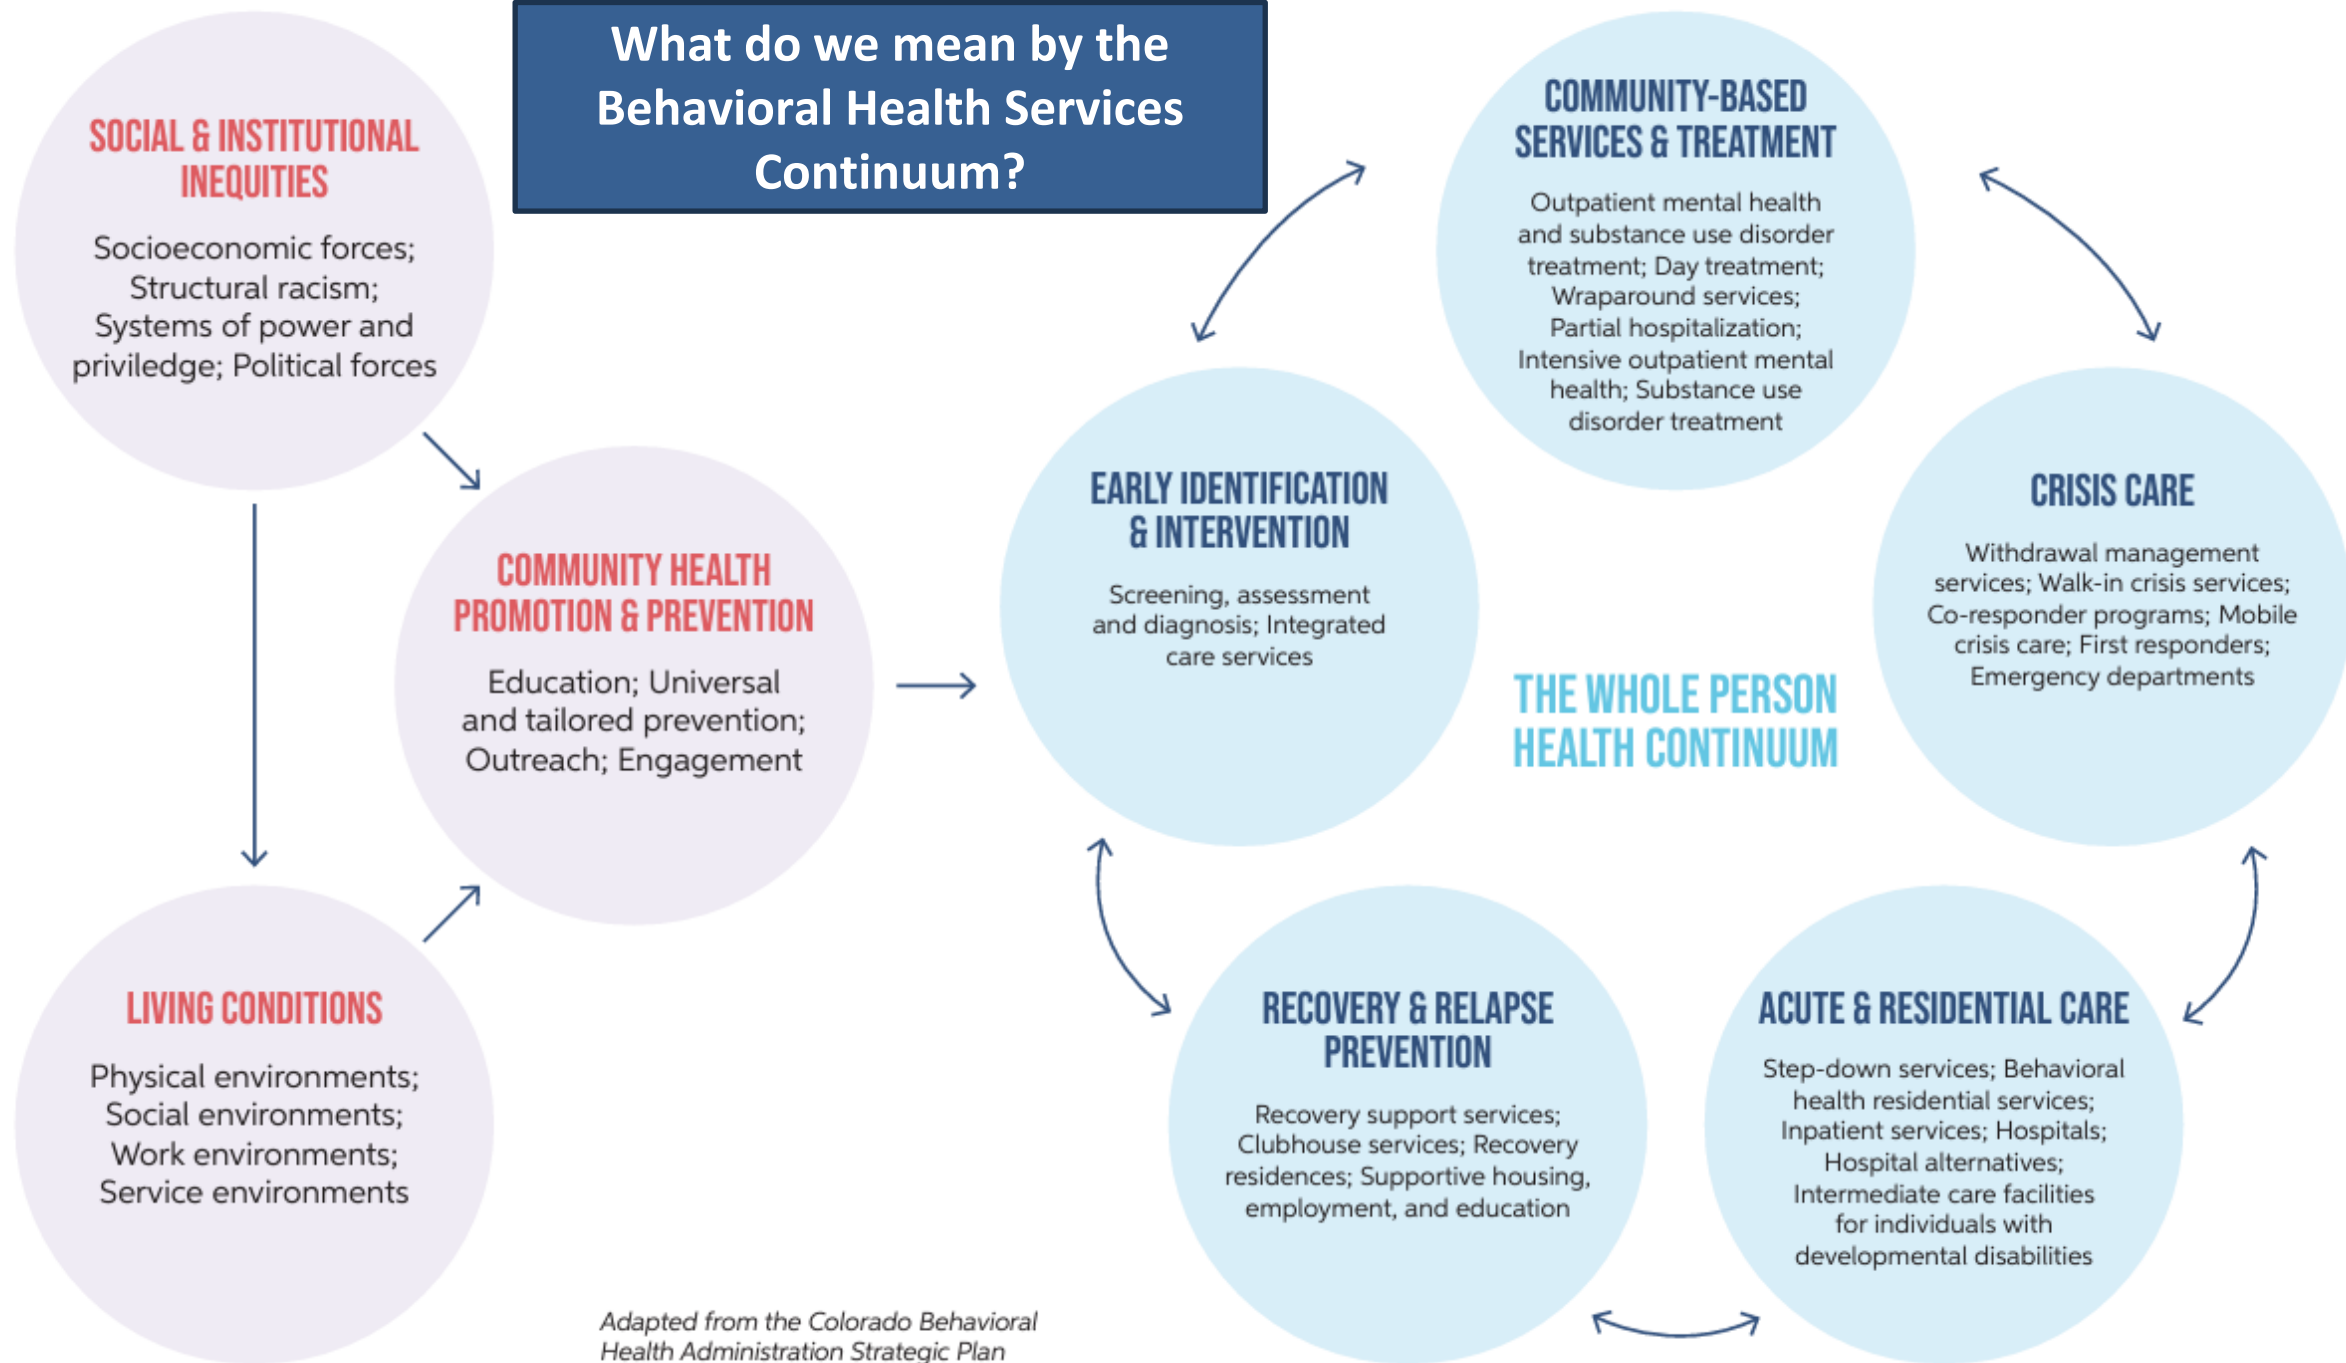 What do we mean by the
Behavioral Health Services
Continuum?
SOCIAL & INSTITUTIONAL
INEQUITIES
Socioeconomic forces;
Structural racism;
Systems of power and
priviledge; Political forces
COMMUNITY HEALTH
PROMOTION & PREVENTION
Education; Universal
and tailored prevention;
Outreach; Engagement
LIVING CONDITIONS
Physical environments;
Social environments;
Work environments;
Service environments
EARLY IDENTIFICATION
& INTERVENTION
Screening, assessment
and diagnosis; Integrated
care services
COMMUNITY-BASED
SERVICES & TREATMENT
Outpatient mental health
and substance use disorder
treatment; Day treatment;
Wraparound services;
Partial hospitalization;
Intensive outpatient mental
health; Substance use
disorder treatment
CRISIS CARE
Withdrawal management
services; Walk-in crisis services;
Co-responder programs; Mobile
crisis care; First responders;
Emergency departments
THE WHOLE PERSON
HEALTH CONTINUUM
RECOVERY & RELAPSE
PREVENTION
Recovery support services;
Clubhouse services; Recovery
residences; Supportive housing,
employment, and education
ACUTE & RESIDENTIAL CARE
Step-down services; Behavioral
health residential services;
Inpatient services; Hospitals;
Hospital alternatives;
Intermediate care facilities
for individuals with
developmental disabilities
Adapted from the Colorado Behavioral
Health Administration Strategic Plan